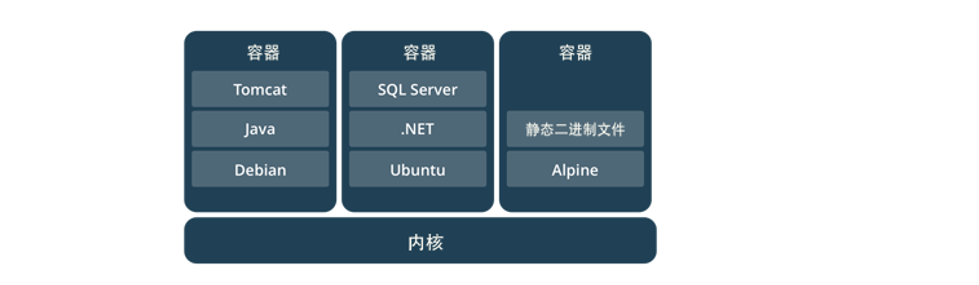 容器
Tomcat
Java
Debian
容器
SQL Server
.NET
Ubuntu
容器
静态二进制文件
Alpine
内核